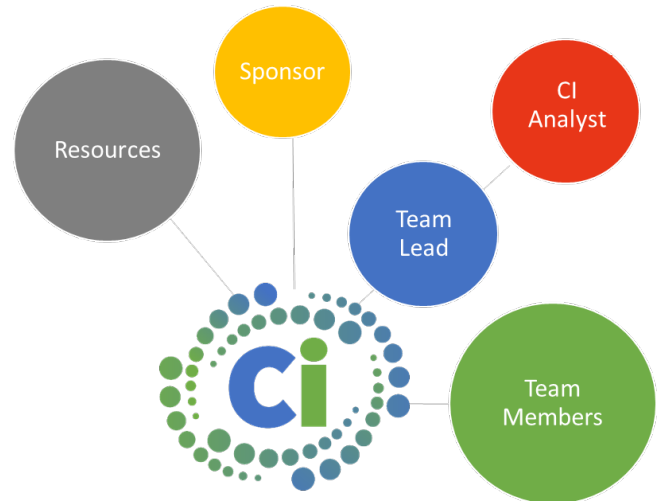 Sponsor
CI
Analyst
Resources
Team
Lead
Ci
Team
Members